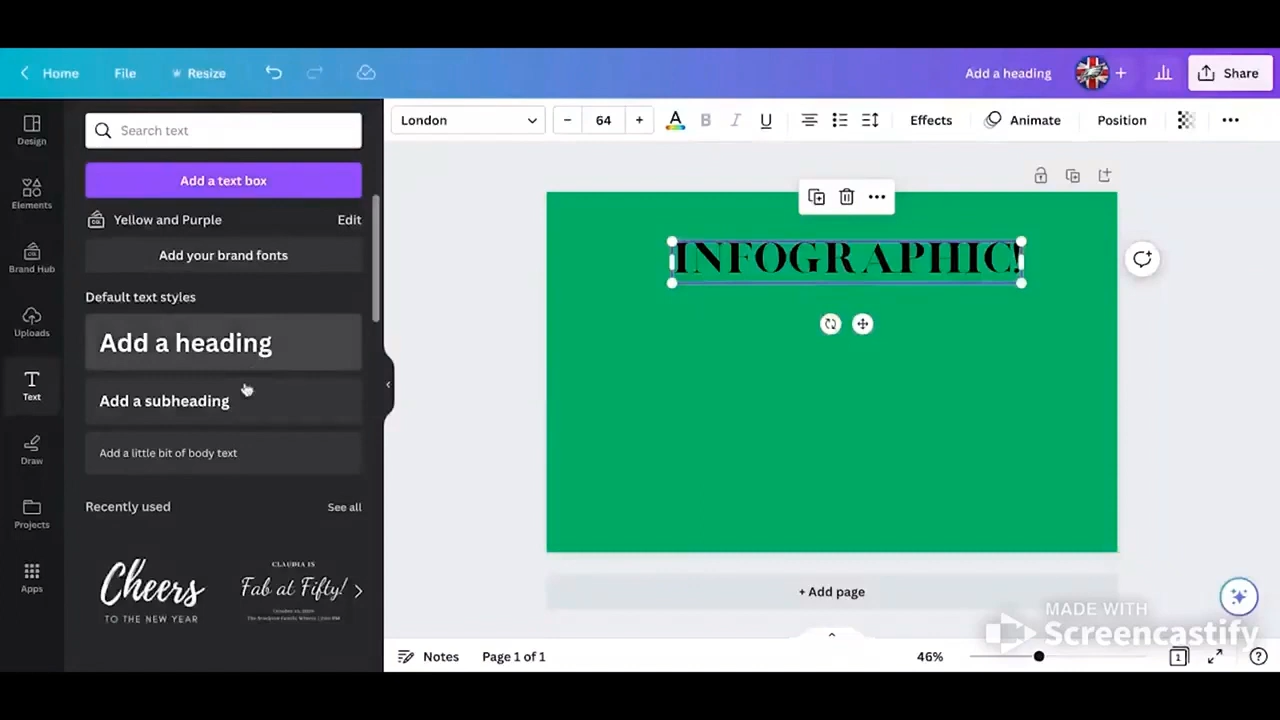 Home File Resize Add a heading Share
Design
Elements
Brand Hub
Uploads
Text
Draw
Projects
Apps
Search text
Add a text box
Yellow and Purple Edit
Add your brand fonts
Default text styles
Add a heading
Add a subheading
Add a little bit of body text
Recently used See all
Cheers
TO THE NEW YEAR
CLAUDIA IS
Fab at Fifty!
London 64 A B I U Effects Animate Position
INFOGRAPHIC!
+ Add page
MADE WITH
Screencastify
Notes Page 1 of 1 46% 1 ?